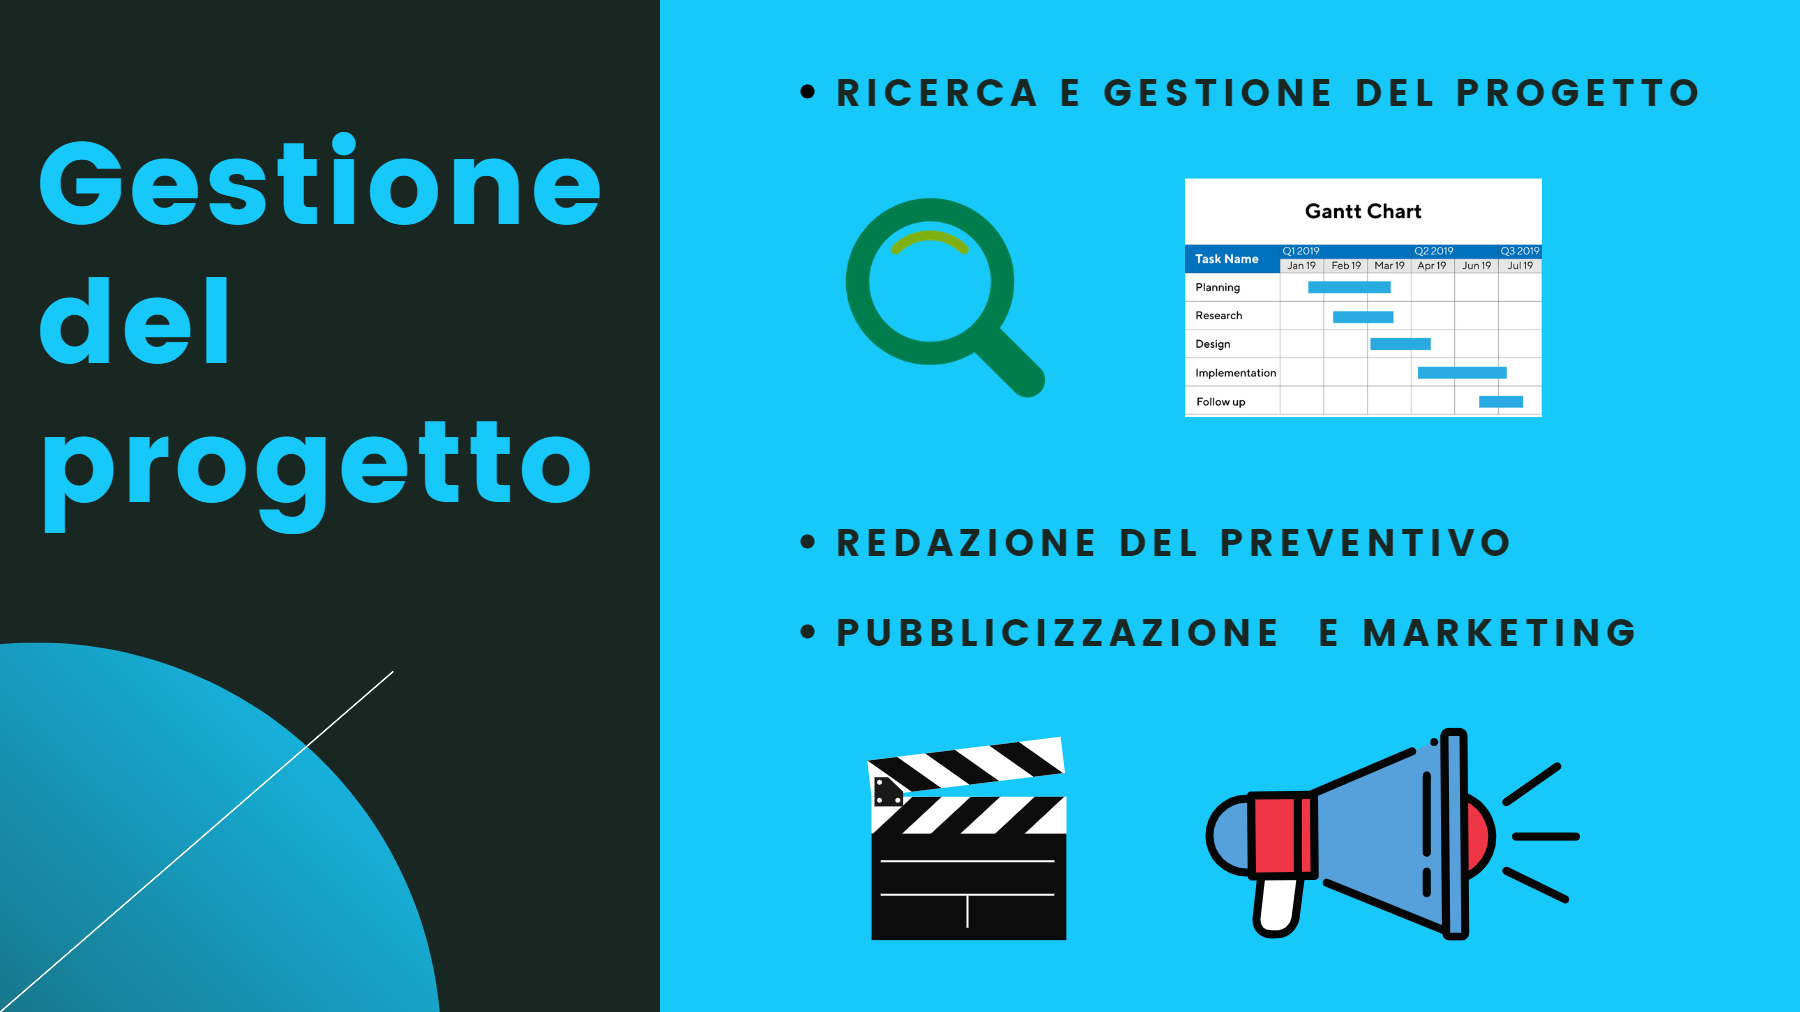 Gestione
del
progetto
• RICERCA E GESTIONE DEL PROGETTO
Gantt Chart
Task Name
Q1 2019 Q2 2019 Q3 2019
Jan 19 Feb 19 Mar 19 Apr 19 Jun 19 Jul 19
Planning
Research
Design
Implementation
Follow up
• REDAZIONE DEL PREVENTIVO
• PUBBLICIZZAZIONE E MARKETING